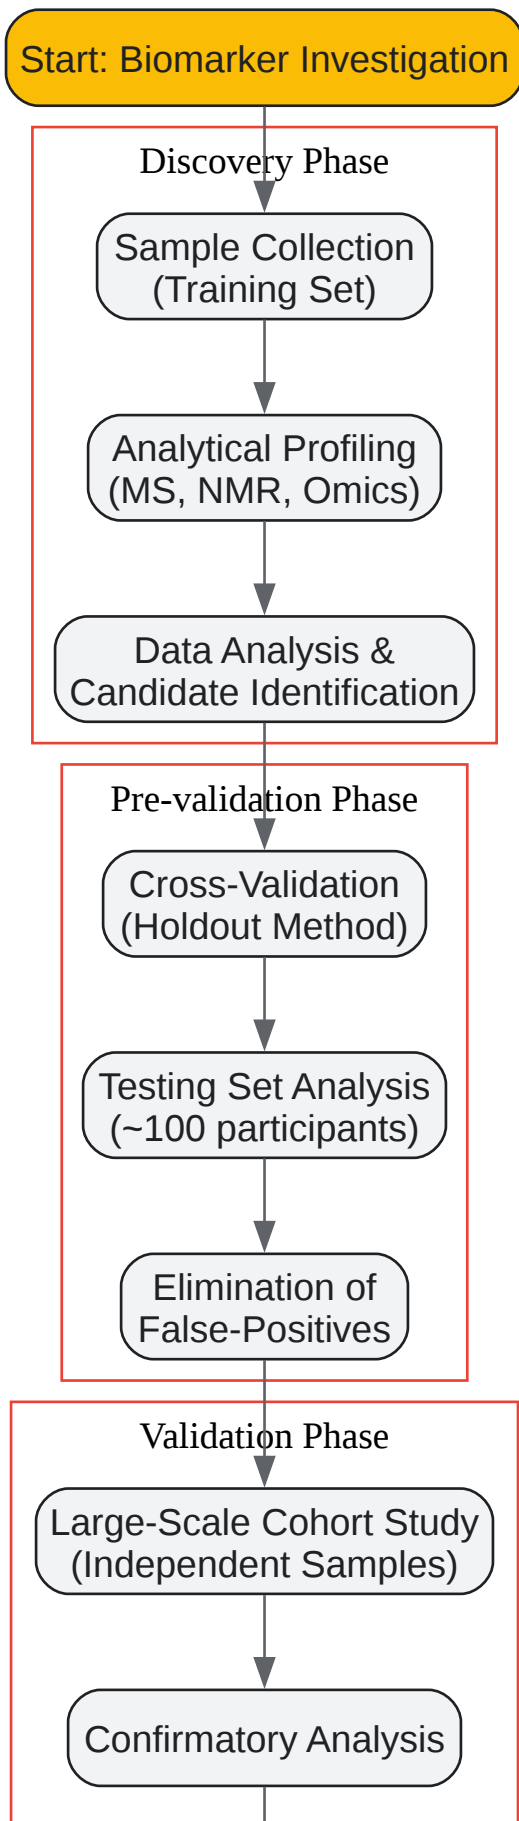 Start: Biomarker Investigation
Discovery Phase
Sample Collection
(Training Set)
Analytical Profiling
(MS, NMR, Omics)
Data Analysis &
Candidate Identification
Pre-validation Phase
Cross-Validation
(Holdout Method)
Testing Set Analysis
(~100 participants)
Elimination of
False-Positives
Validation Phase
Large-Scale Cohort Study
(Independent Samples)
Confirmatory Analysis